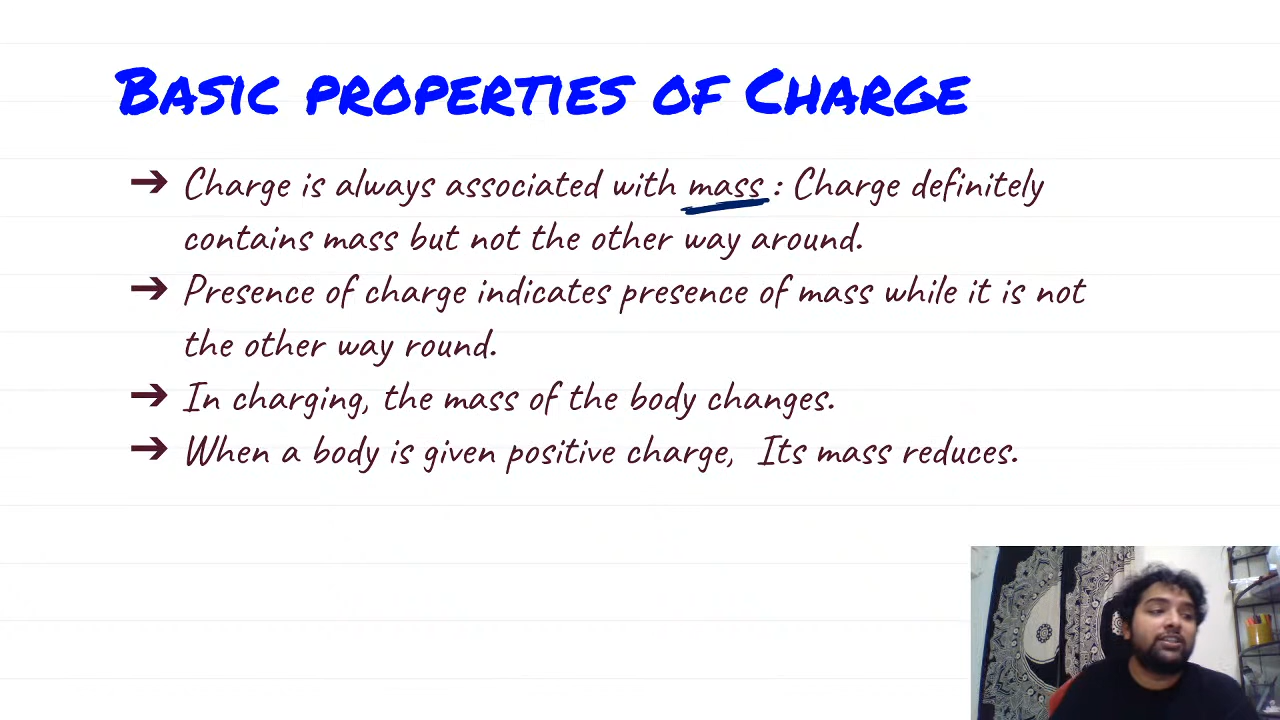 Basic properties of Charge
➔ Charge is always associated with mass : Charge definitely
contains mass but not the other way around.
➔ Presence of charge indicates presence of mass while it is not
the other way round.
➔ In charging, the mass of the body changes.
➔ When a body is given positive charge, Its mass reduces.